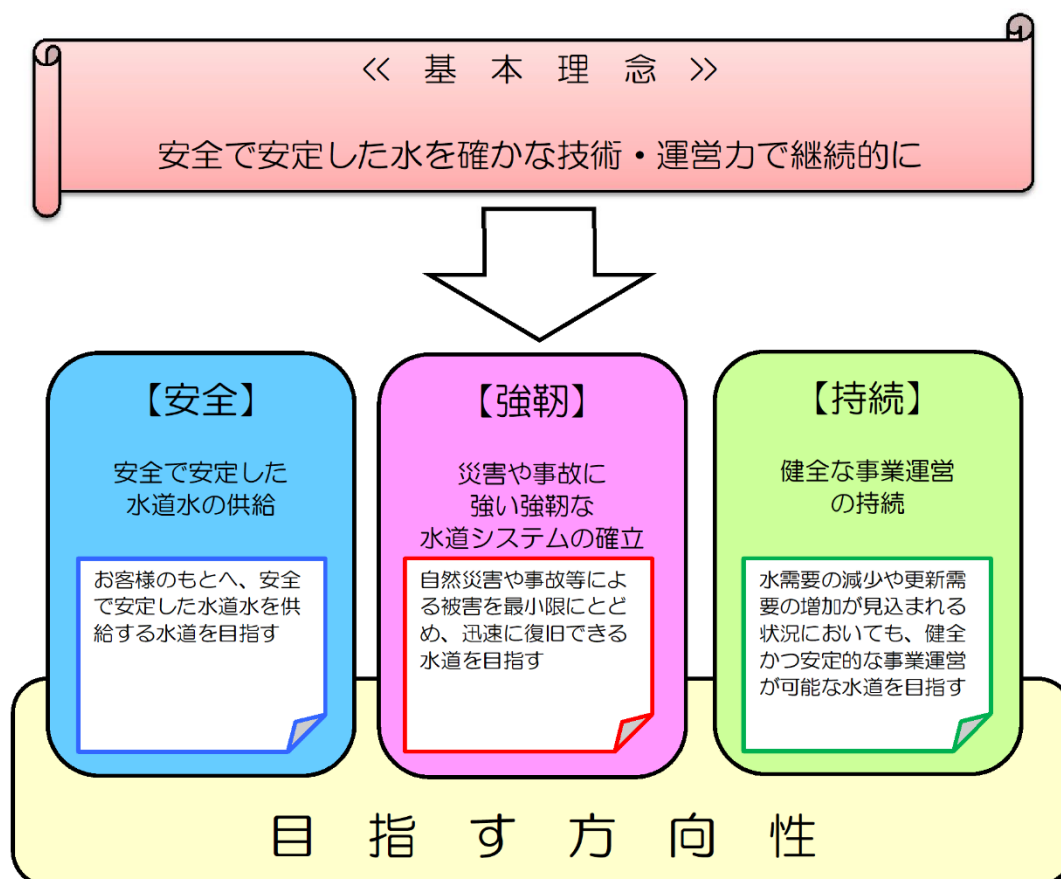 ≪ 基 本 理 念 ≫
安全で安定した水を確かな技術・運営力で継続的に
【安全】
安全で安定した
水道水の供給
お客様のもとへ、安全
で安定した水道水を供
給する水道を目指す
【強靭】
災害や事故に
強い強靭な
水道システムの確立
自然災害や事故等によ
る被害を最小限にとど
め、迅速に復旧できる
水道を目指す
【持続】
健全な事業運営
の持続
水需要の減少や更新需
要の増加が見込まれる
状況においても、健全
かつ安定的な事業運営
が可能な水道を目指す
目 指 す 方 向 性